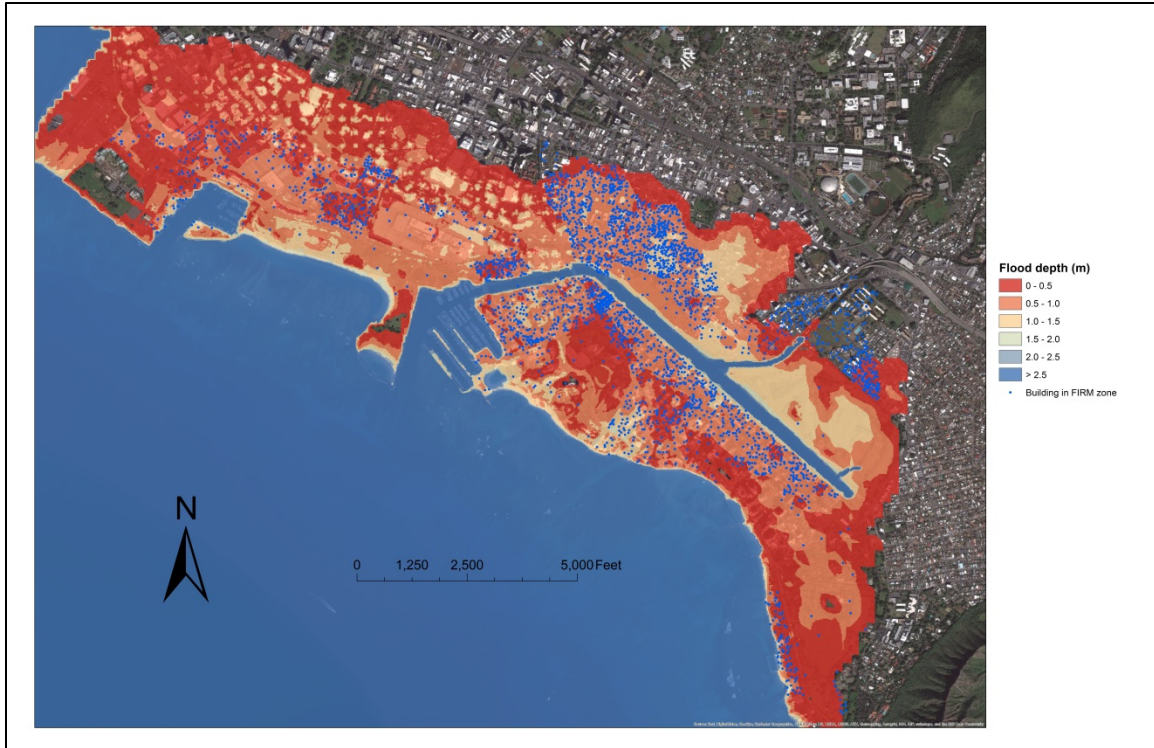 Flood depth (m)
0 - 0.5
0.5 - 1.0
1.0 - 1.5
1.5 - 2.0
2.0 - 2.5
> 2.5
Building in FIRM zone
N
0 1,250 2,500 5,000 Feet